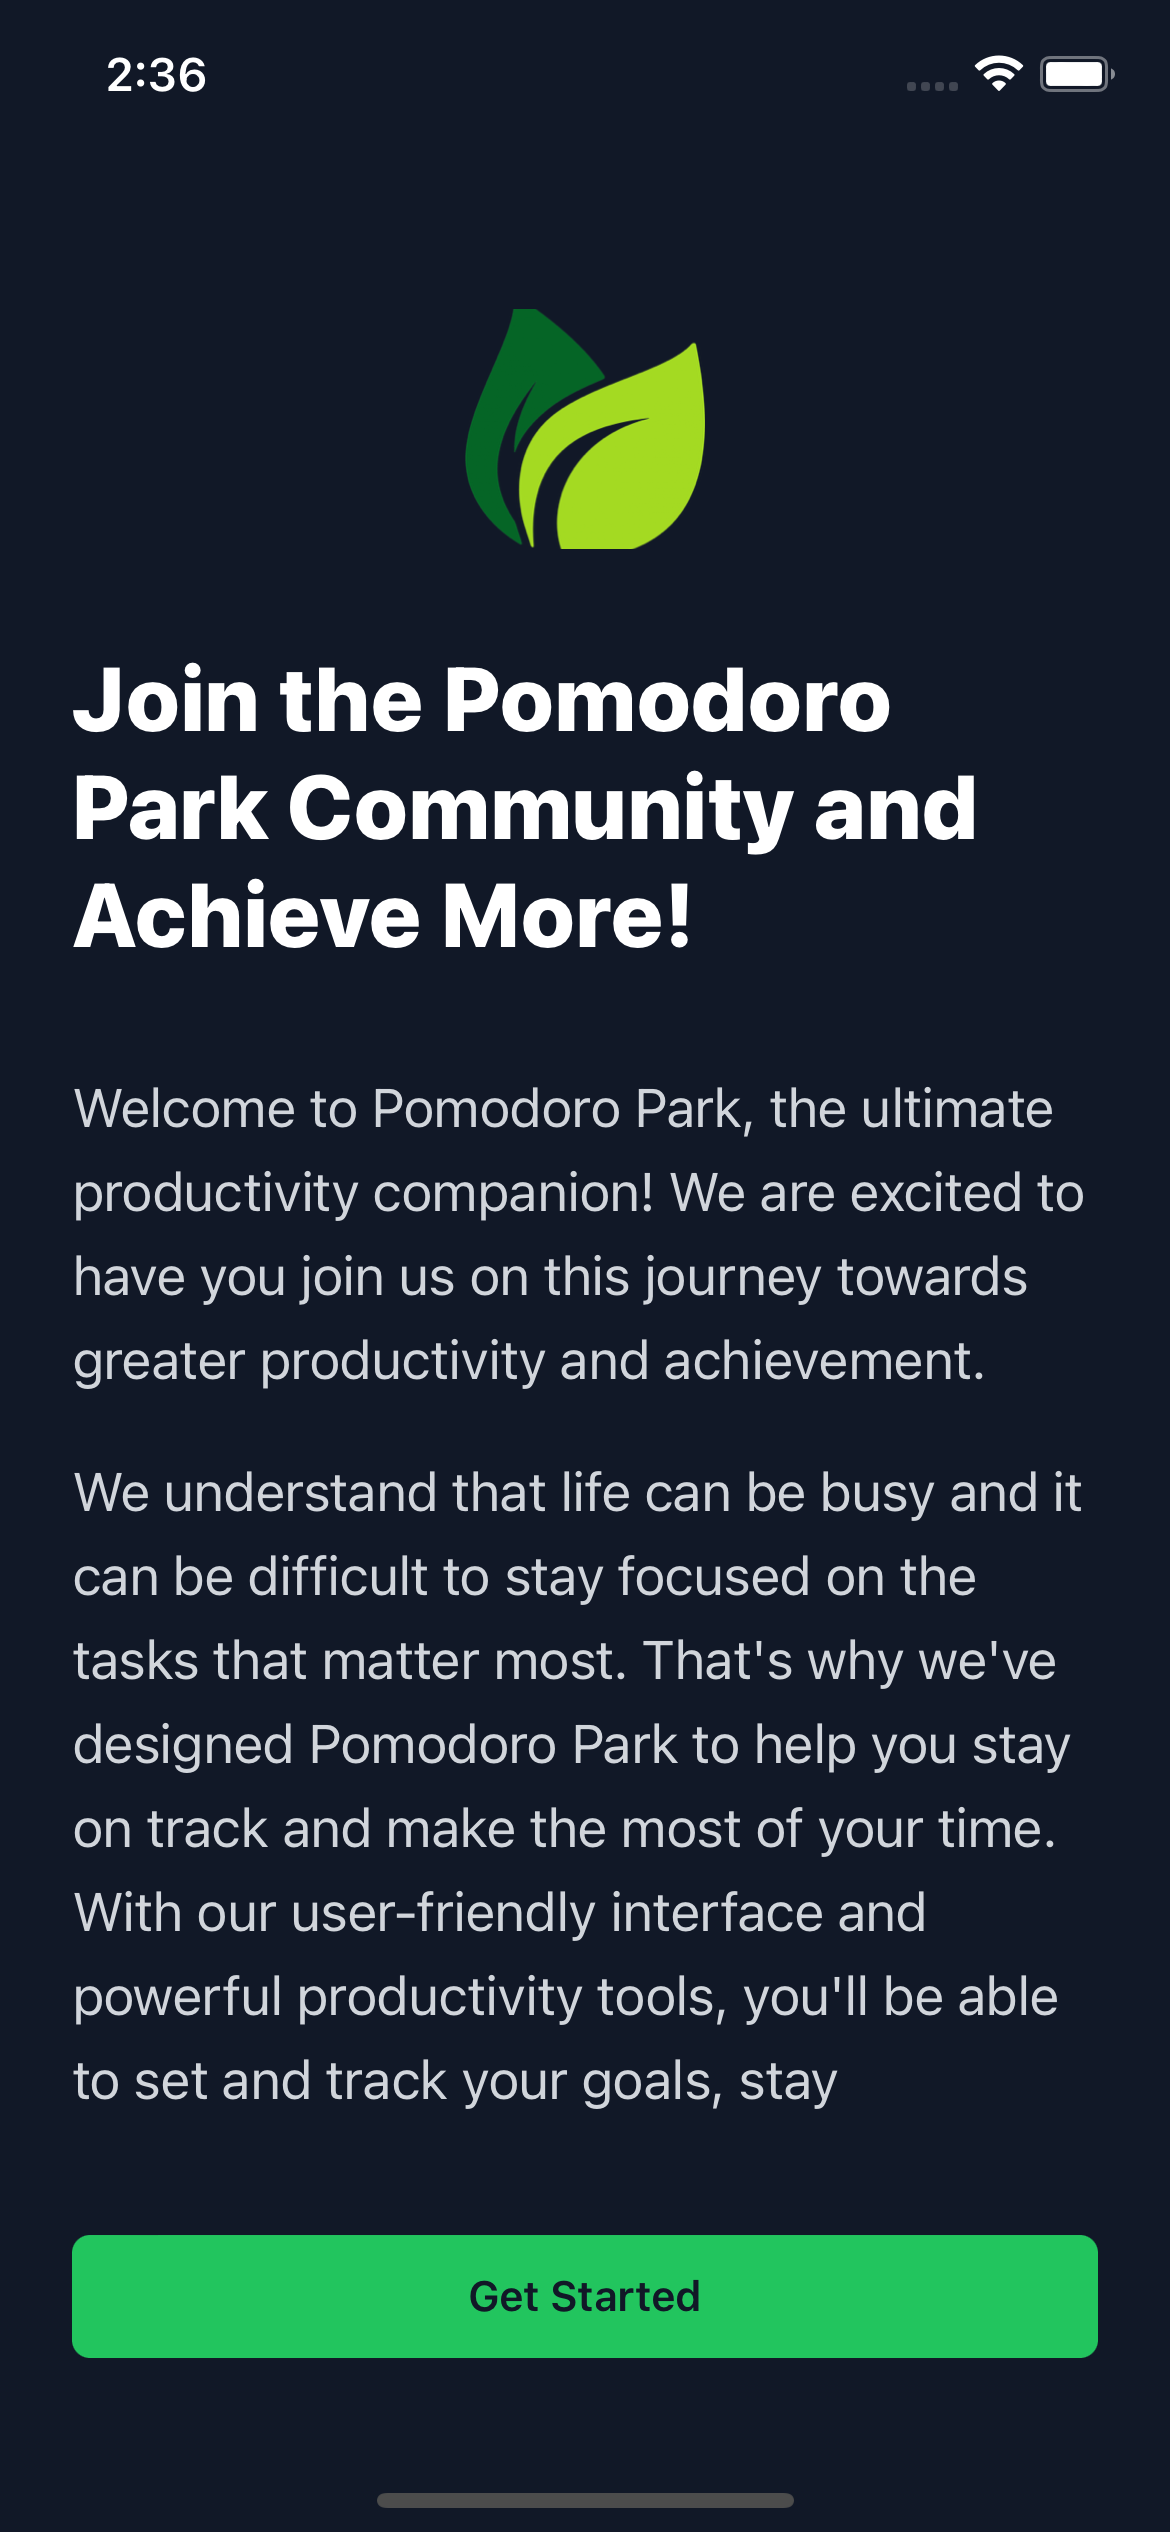 2:36
Join the Pomodoro
Park Community and
Achieve More!
Welcome to Pomodoro Park, the ultimate
productivity companion! We are excited to
have you join us on this journey towards
greater productivity and achievement.
We understand that life can be busy and it
can be difficult to stay focused on the
tasks that matter most. That's why we've
designed Pomodoro Park to help you stay
on track and make the most of your time.
With our user-friendly interface and
powerful productivity tools, you'll be able
to set and track your goals, stay
Get Started